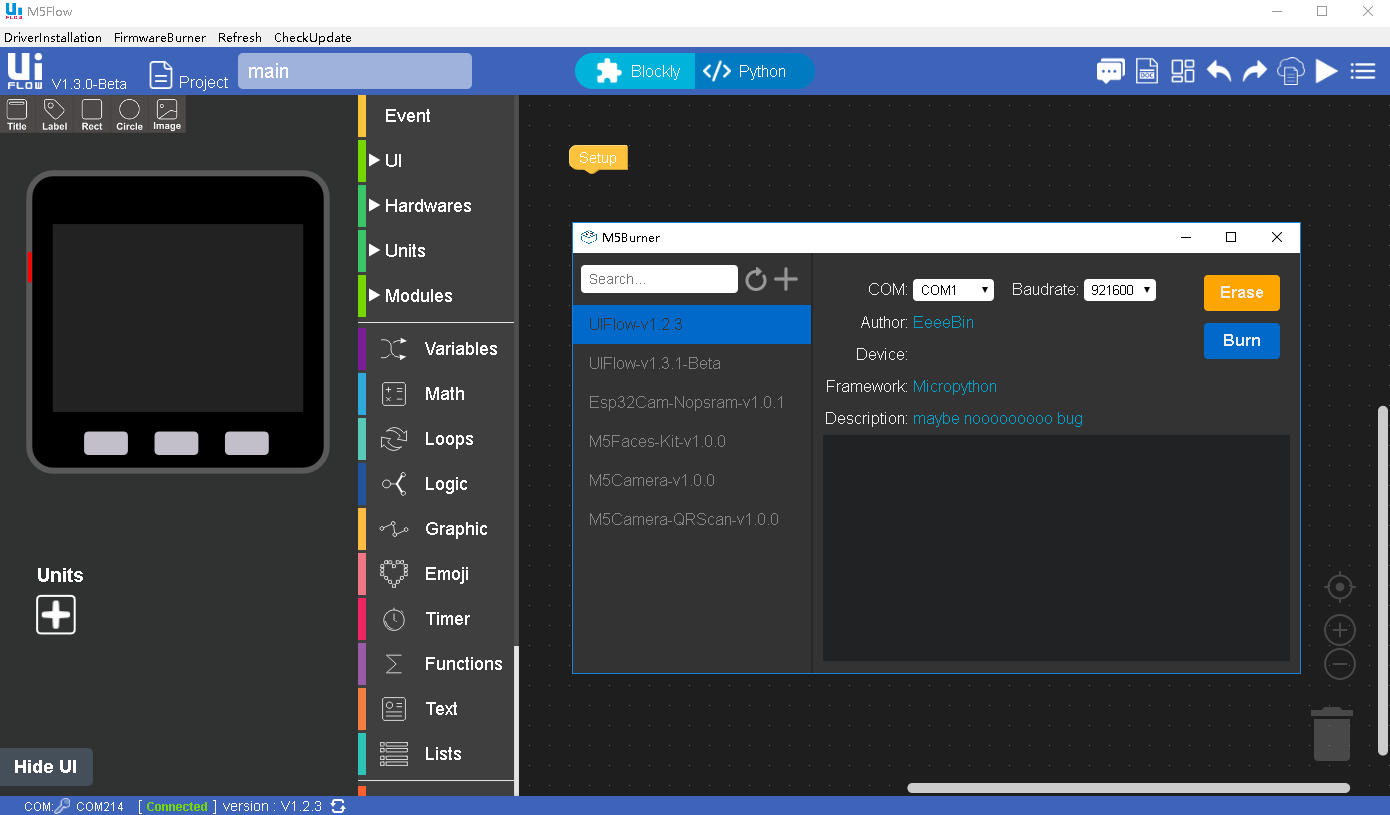 Ui FLOW M5Flow
DriverInstallation FirmwareBurner Refresh CheckUpdate
Ui FLOW V1.3.0-Beta Project main Blockly </> Python DOC
Title Label Rect Circle Image
Event
UI
Hardwares
Units
Modules
Variables
Math
Loops
Logic
Graphic
Emoji
Timer
Functions
Text
Lists
Setup
M5Burner
Search...
UIFlow-v1.2.3
UIFlow-v1.3.1-Beta
Esp32Cam-Nopsram-v1.0.1
M5Faces-Kit-v1.0.0
M5Camera-v1.0.0
M5Camera-QRScan-v1.0.0
COM: COM1 Baudrate: 921600 Erase
Author: EeeeBin
Burn
Device:
Framework: Micropython
Description: maybe nooooooooo bug
Units
Hide UI
COM: COM214 [ Connected ] version : V1.2.3